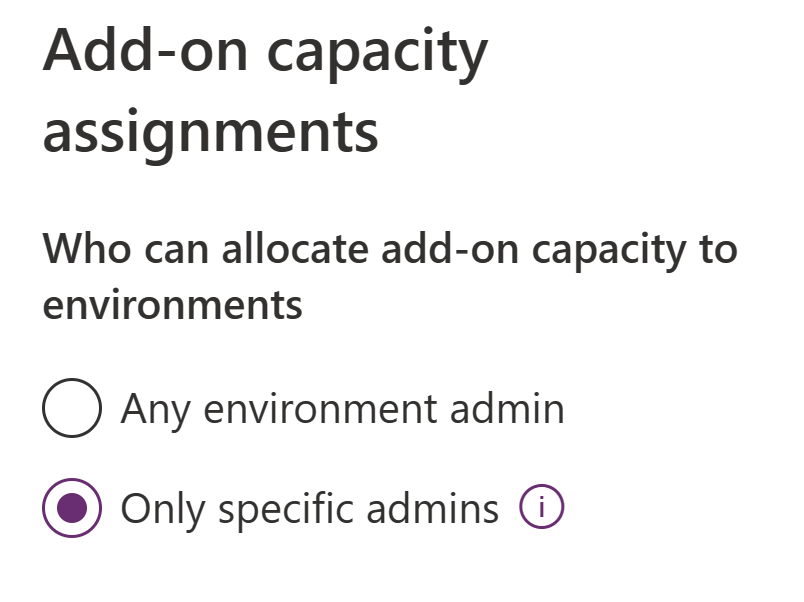 Add-on capacity
assignments
Who can allocate add-on capacity to
environments
Any environment admin
Only specific admins i